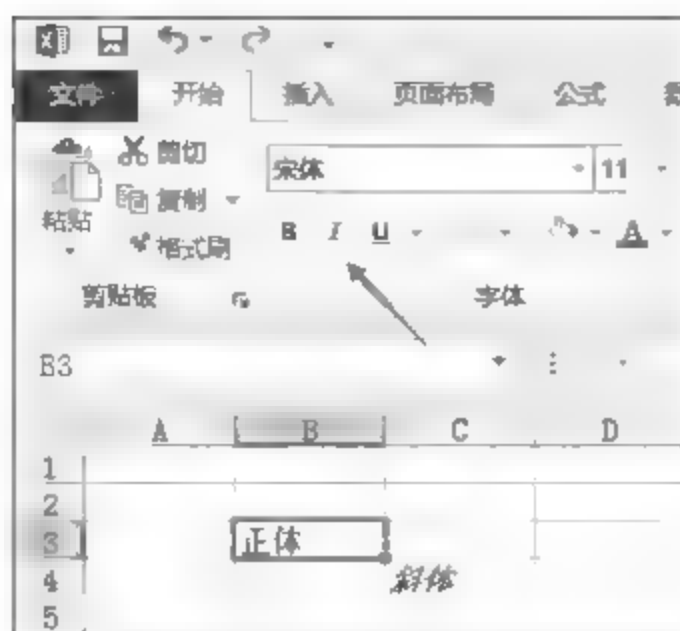 文件 开始 插入 页面布局 公式
剪切
宋体 11
复制
粘贴
格式刷
B I U A
剪贴板 字体
B3
A B C D
1
2
3 正体
4 斜体
5